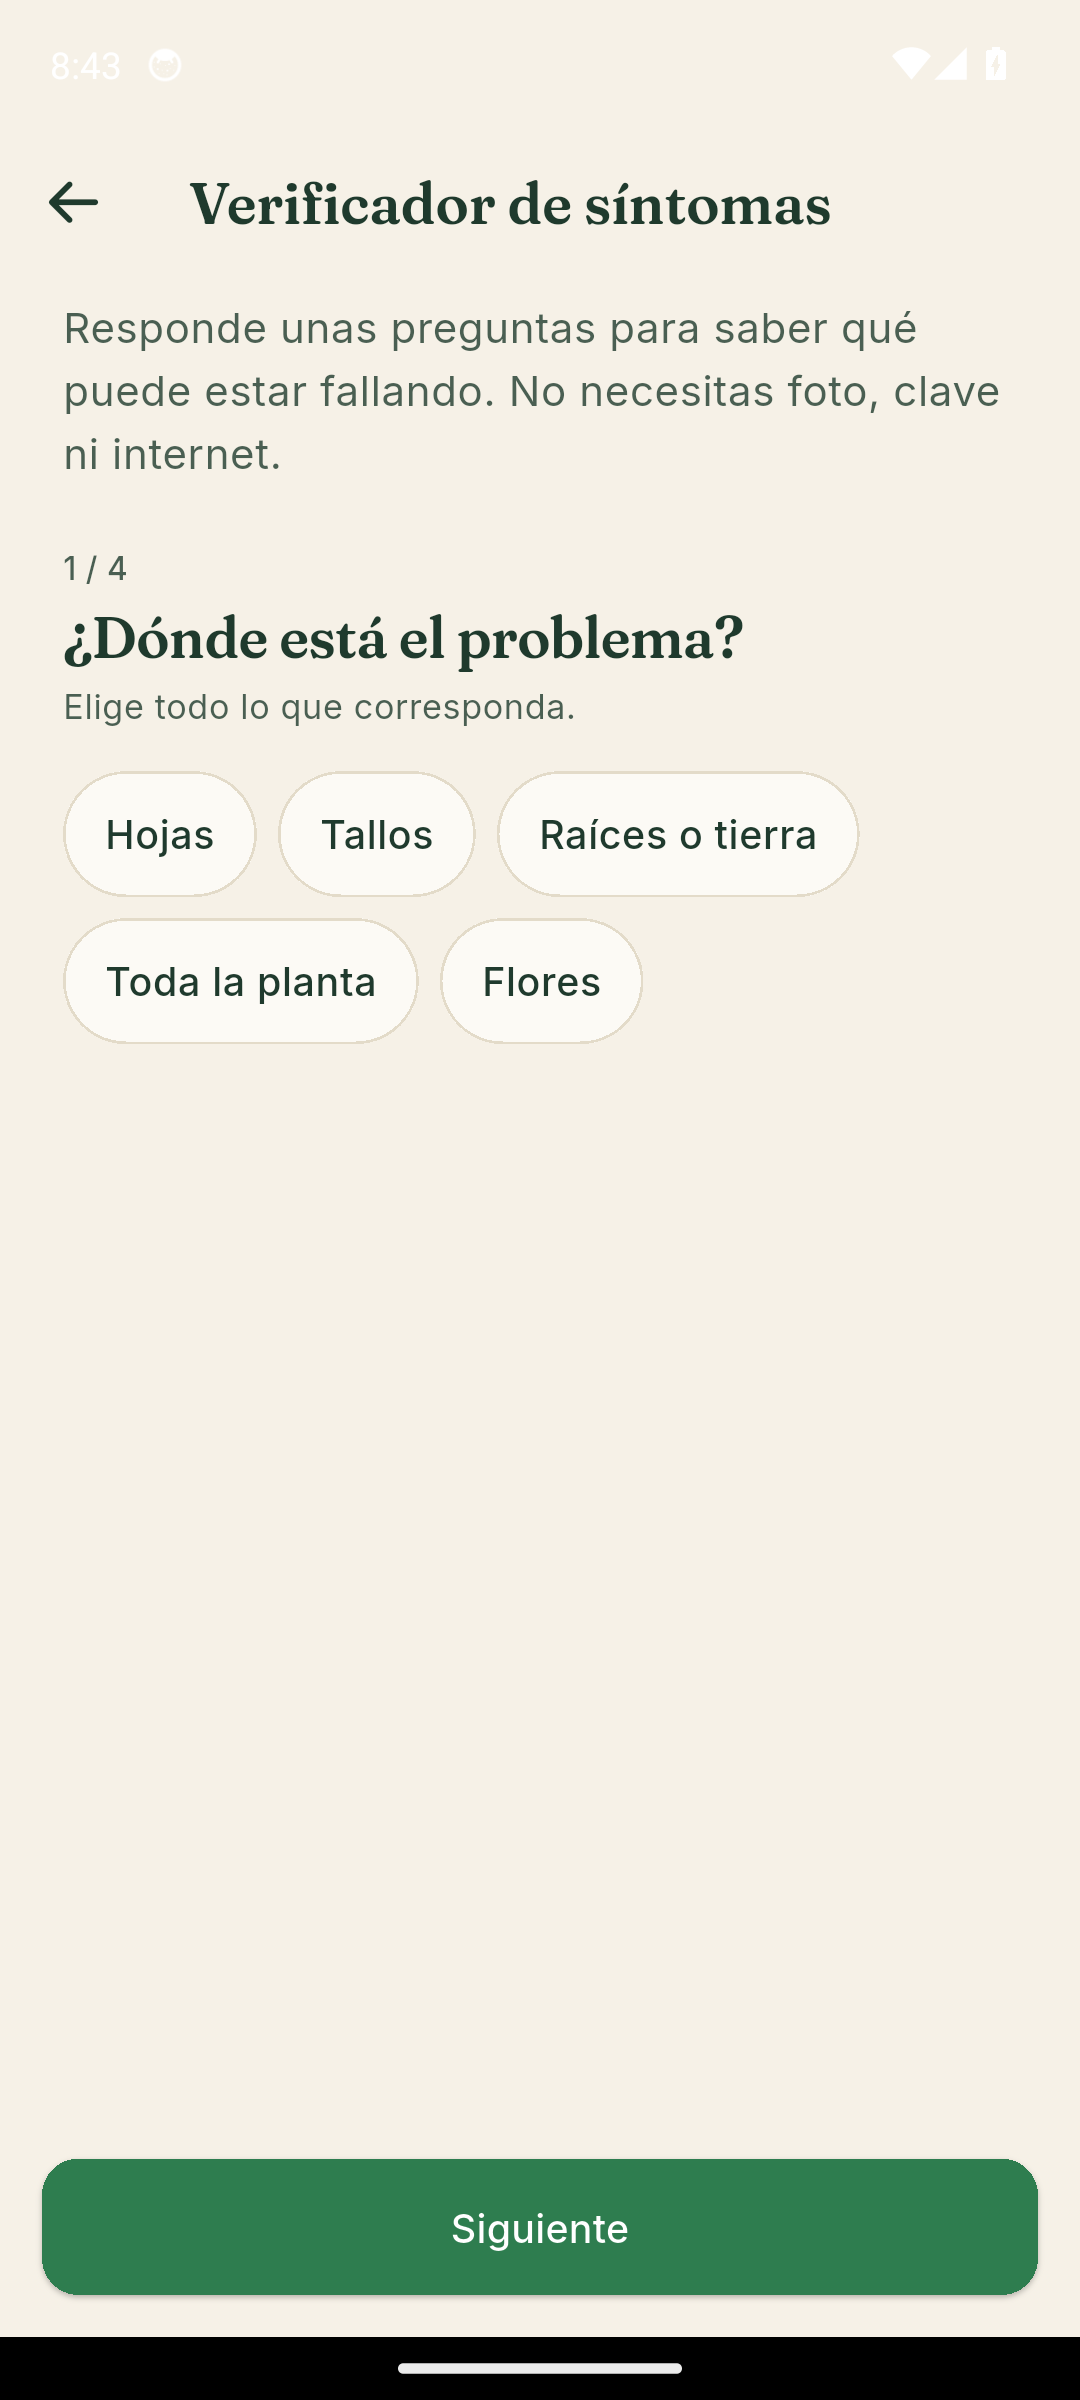 8:43
Verificador de síntomas
Responde unas preguntas para saber qué
puede estar fallando. No necesitas foto, clave
ni internet.
1 / 4
¿Dónde está el problema?
Elige todo lo que corresponda.
Hojas
Tallos
Raíces o tierra
Toda la planta
Flores
Siguiente